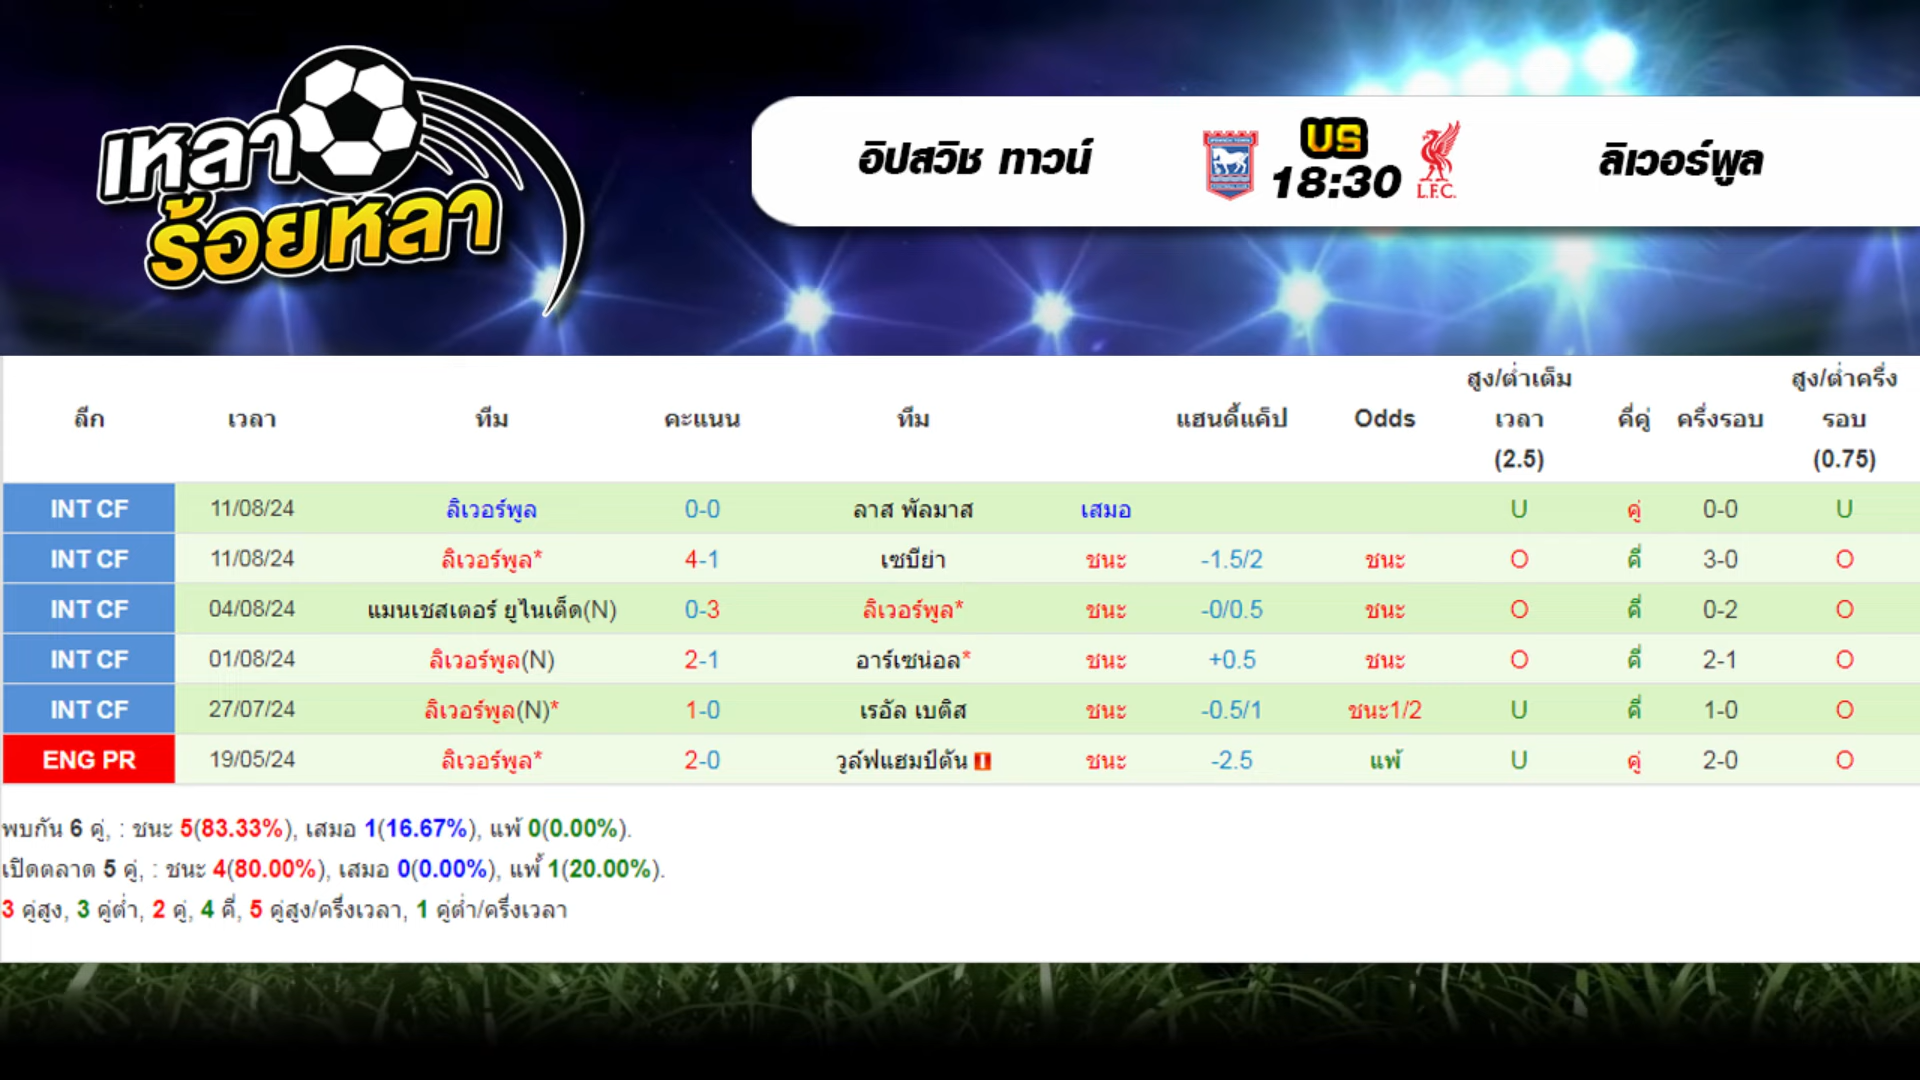 เหลา
ร้อยหลา
อิปสวิช ทาวน์ VS 18:30 L.F.C. ลิเวอร์พูล
ลีก เวลา ทีม คะแนน ทีม แฮนดี้แค็ป Odds สูง/ต่ำเต็มเวลา (2.5) คี่คู่ ครึ่งรอบ สูง/ต่ำครึ่งรอบ (0.75)
INT CF 11/08/24 ลิเวอร์พูล 0-0 ลาส พัลมาส เสมอ U คู่ 0-0 U
INT CF 11/08/24 ลิเวอร์พูล* 4-1 เซบีย่า ชนะ -1.5/2 ชนะ O คี่ 3-0 O
INT CF 04/08/24 แมนเชสเตอร์ ยูไนเต็ด(N) 0-3 ลิเวอร์พูล* ชนะ -0/0.5 ชนะ O คี่ 0-2 O
INT CF 01/08/24 ลิเวอร์พูล(N) 2-1 อาร์เซน่อล* ชนะ +0.5 ชนะ O คี่ 2-1 O
INT CF 27/07/24 ลิเวอร์พูล(N)* 1-0 เรอัล เบติส ชนะ -0.5/1 ชนะ1/2 U คี่ 1-0 O
ENG PR 19/05/24 ลิเวอร์พูล* 2-0 วูล์ฟแฮมป์ตัน 1 ชนะ -2.5 แพ้ U คู่ 2-0 O
พบกัน 6 คู่, : ชนะ 5(83.33%), เสมอ 1(16.67%), แพ้ 0(0.00%).
เปิดตลาด 5 คู่, : ชนะ 4(80.00%), เสมอ 0(0.00%), แพ้ 1(20.00%).
3 คู่สูง, 3 คู่ต่ำ, 2 คู่, 4 คี่, 5 คู่สูง/ครึ่งเวลา, 1 คู่ต่ำ/ครึ่งเวลา